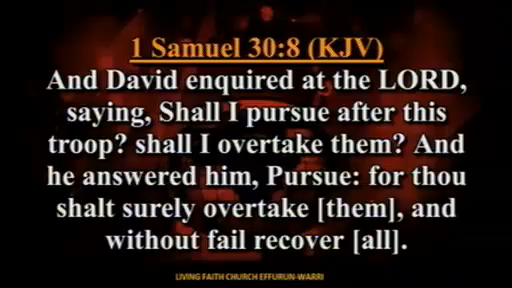 1 Samuel 30:8 (KJV)
And David enquired at the LORD,
saying, Shall I pursue after this
troop? shall I overtake them? And
he answered him, Pursue: for thou
shalt surely overtake [them], and
without fail recover [all].
LIVING FAITH CHURCH EFFURUN-WARRI